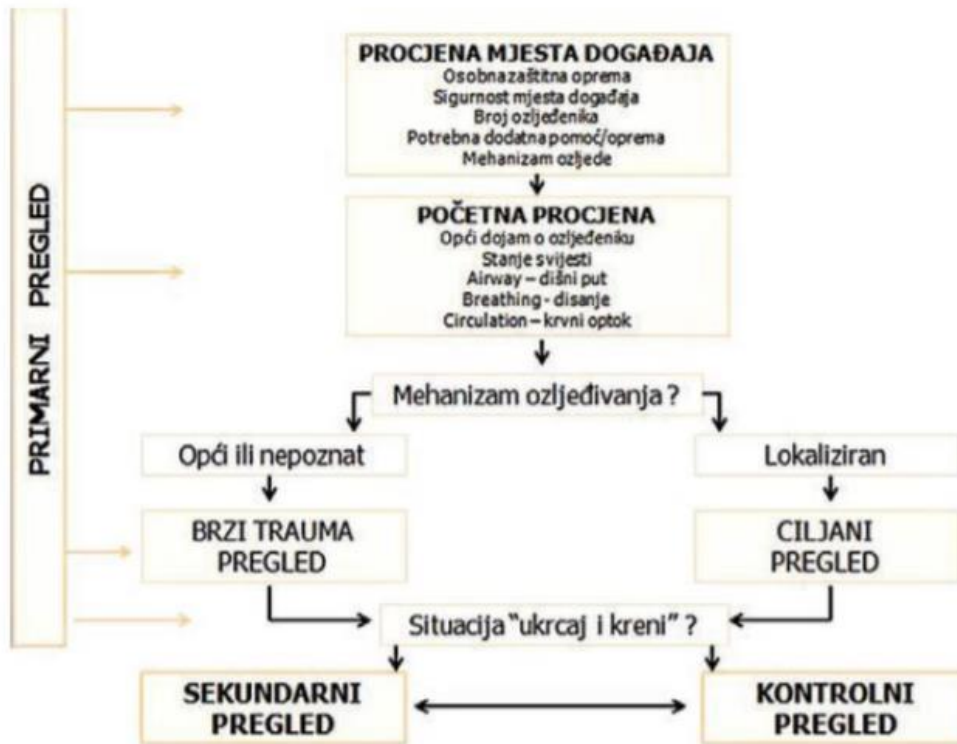 PRIMARNI PREGLED
PROCJENA MJESTA DOGAĐAJA
Osobna zaštitna oprema
Sigurnost mjesta događaja
Broj ozljeđenika
Potrebna dodatna pomoć/oprema
Mehanizam ozljede
POČETNA PROCJENA
Opći dojam o ozljeđeniku
Stanje svijesti
Airway – dišni put
Breathing - disanje
Circulation – krvni optok
Mehanizam ozljeđivanja ?
Opći ili nepoznat
Lokaliziran
BRZI TRAUMA
PREGLED
CILJANI
PREGLED
Situacija "ukrcaj i kreni" ?
SEKUNDARNI
PREGLED
KONTROLNI
PREGLED